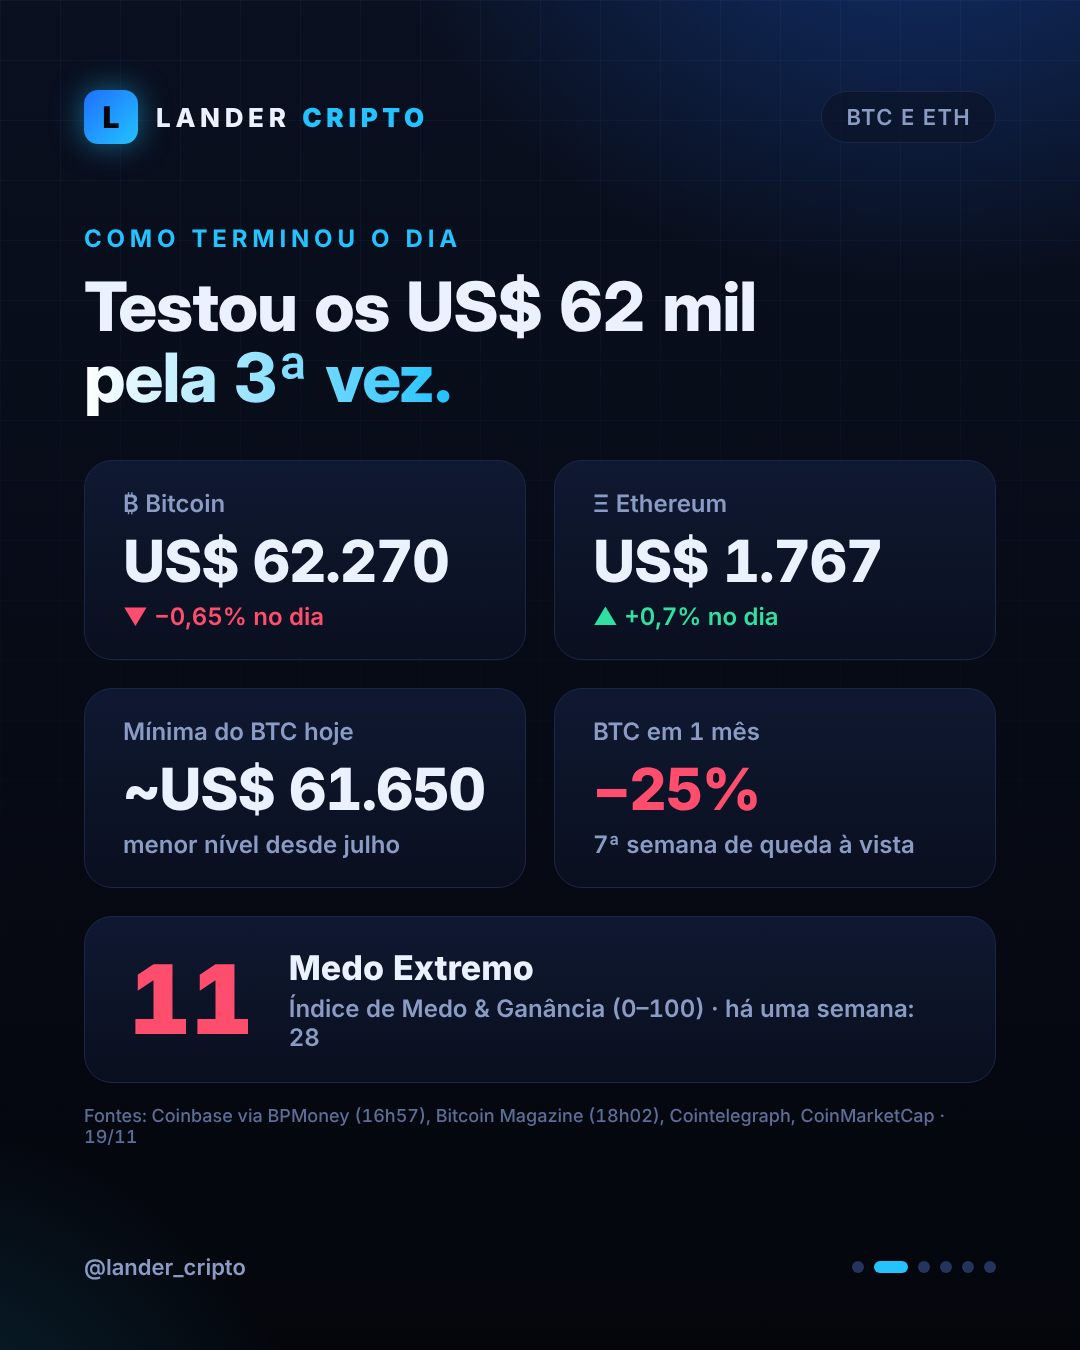 L LANDER CRIPTO
BTC E ETH
COMO TERMINOU O DIA
Testou os US$ 62 mil
pela 3ª vez.
₿ Bitcoin
US$ 62.270
▼ −0,65% no dia
Ξ Ethereum
US$ 1.767
▲ +0,7% no dia
Mínima do BTC hoje
~US$ 61.650
menor nível desde julho
BTC em 1 mês
−25%
7ª semana de queda à vista
11
Medo Extremo
Índice de Medo & Ganância (0–100) · há uma semana:
28
Fontes: Coinbase via BPMoney (16h57), Bitcoin Magazine (18h02), Cointelegraph, CoinMarketCap ·
19/11
@lander_cripto